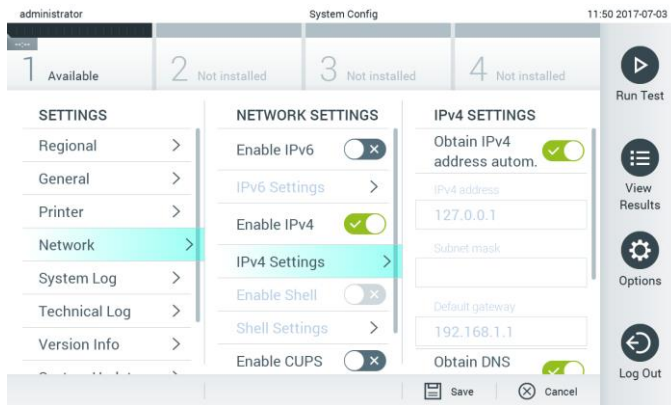 administrator
System Config
11:50 2017-07-03
1 Available
2 Not installed
3 Not installed
4 Not installed
Run Test
View
Results
Options
Log Out
SETTINGS
Regional
General
Printer
Network
System Log
Technical Log
Version Info
NETWORK SETTINGS
Enable IPv6
IPv6 Settings
Enable IPv4
IPv4 Settings
Enable Shell
Shell Settings
Enable CUPS
IPv4 SETTINGS
Obtain IPv4
address autom.
IPv4 address
127.0.0.1
Subnet mask
Default gateway
192.168.1.1
Obtain DNS
Save
Cancel